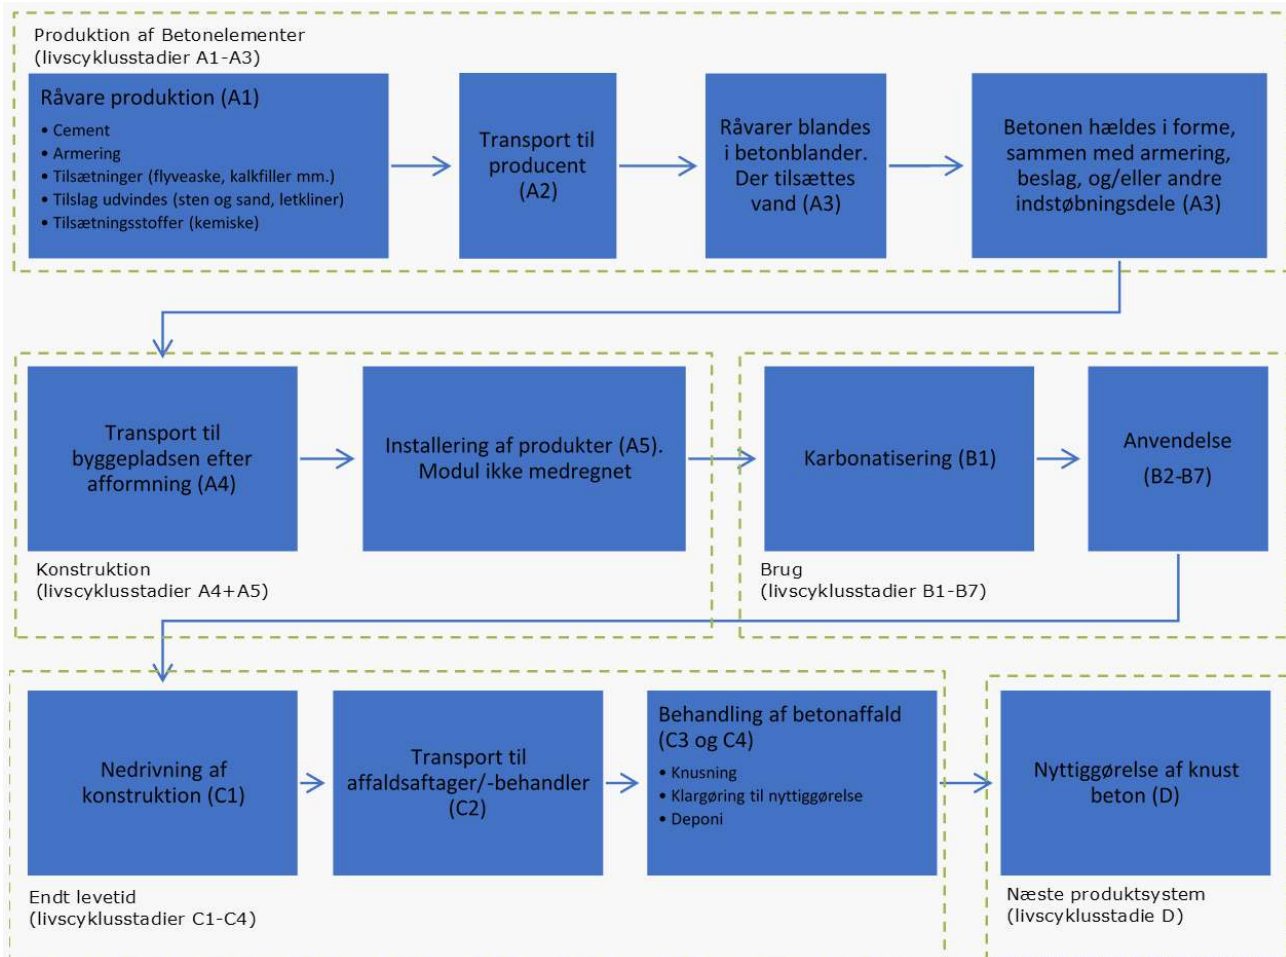 Produktion af Betonelementer
(livscyklusstadier A1-A3)
Råvare produktion (A1)
• Cement
• Armering
• Tilsætninger (flyveaske, kalkfiller mm.)
• Tilslag udvindes (sten og sand, letkliner)
• Tilsætningsstoffer (kemiske)
Transport til
producent
(A2)
Råvarer blandes
i betonblander.
Der tilsættes
vand (A3)
Betonen hældes i forme,
sammen med armering,
beslag, og/eller andre
indstøbningsdele (A3)
Transport til
byggepladsen efter
afformning (A4)
Installering af produkter (A5).
Modul ikke medregnet
Konstruktion
(livscyklusstadier A4+A5)
Karbonatisering (B1)
Anvendelse
(B2-B7)
Brug
(livscyklusstadier B1-B7)
Nedrivning af
konstruktion (C1)
Transport til
affaldsaftager/-behandler
(C2)
Behandling af betonaffald
(C3 og C4)
• Knusning
• Klargøring til nyttiggørelse
• Deponi
Endt levetid
(livscyklusstadier C1-C4)
Nyttiggørelse af knust
beton (D)
Næste produktsystem
(livscyklusstadie D)